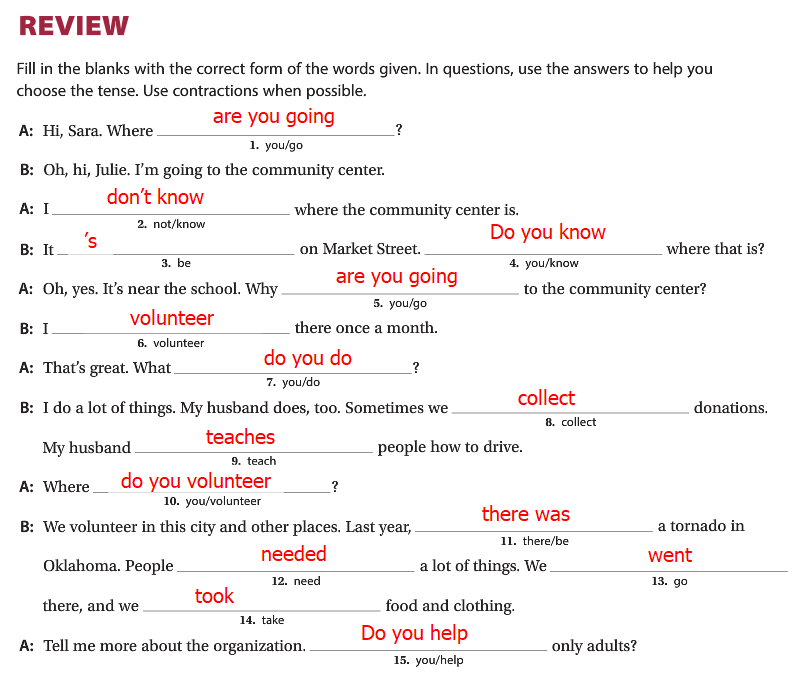 REVIEW
Fill in the blanks with the correct form of the words given. In questions, use the answers to help you
choose the tense. Use contractions when possible.
A: Hi, Sara. Where are you going ?
1. you/go
B: Oh, hi, Julie. I'm going to the community center.
A: I don't know where the community center is.
2. not/know
B: It 's on Market Street. Do you know where that is?
3. be 4. you/know
A: Oh, yes. It's near the school. Why are you going to the community center?
5. you/go
B: I volunteer there once a month.
6. volunteer
A: That's great. What do you do ?
7. you/do
B: I do a lot of things. My husband does, too. Sometimes we collect donations.
8. collect
My husband teaches people how to drive.
9. teach
A: Where do you volunteer ?
10. you/volunteer
B: We volunteer in this city and other places. Last year, there was a tornado in
11. there/be
Oklahoma. People needed a lot of things. We went
12. need 13. go
there, and we took food and clothing.
14. take
A: Tell me more about the organization. Do you help only adults?
15. you/help